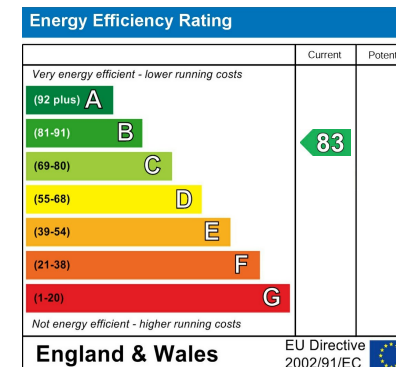 Energy Efficiency Rating
Current Poten
Very energy efficient - lower running costs
(92 plus) A
(81-91) B
83
(69-80) C
(55-68) D
(39-54) E
(21-38) F
(1-20) G
Not energy efficient - higher running costs
England & Wales
EU Directive
2002/91/EC